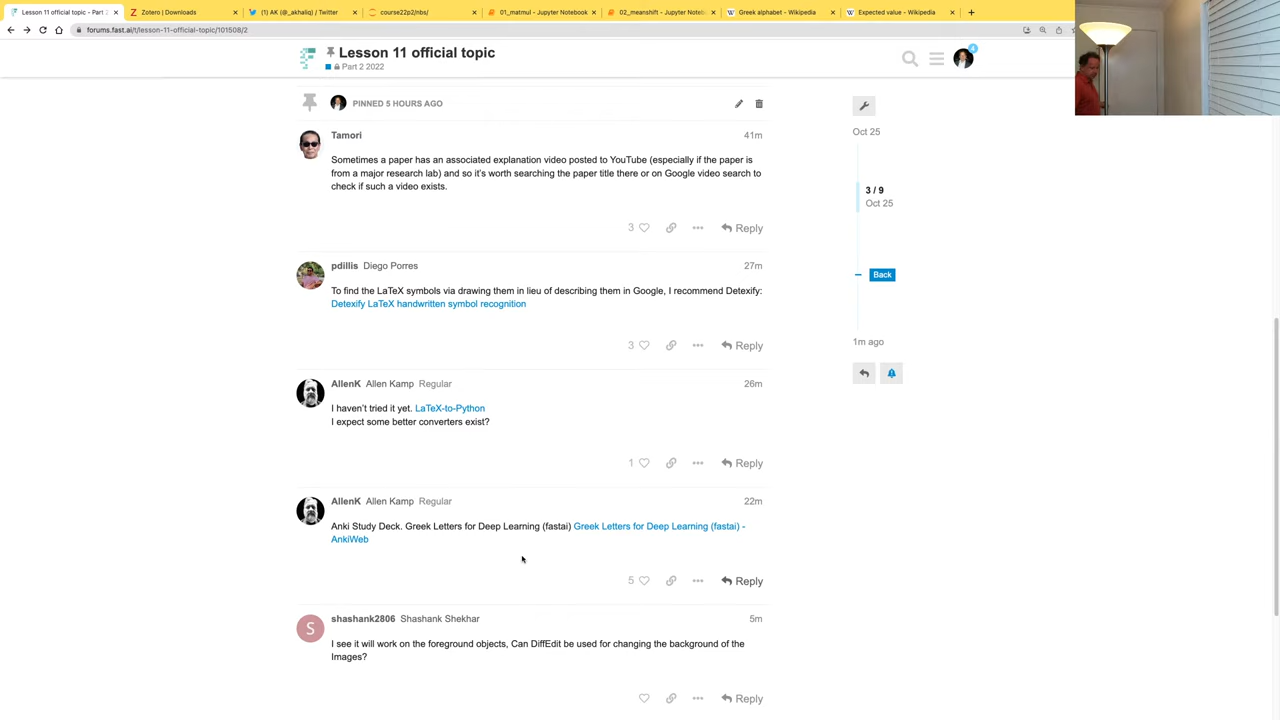 Lesson 11 official topic - Part 2
Zotero | Downloads
(1) AK (@_akhaliq) / Twitter
course22p2/nbs/
01_matmul - Jupyter Notebook
02_meanshift - Jupyter Noteb
Greek alphabet - Wikipedia
Expected value - Wikipedia
forums.fast.ai/t/lesson-11-official-topic/101508/2
Lesson 11 official topic
Part 2 2022
4
PINNED 5 HOURS AGO
Oct 25
Tamori
41m
Sometimes a paper has an associated explanation video posted to YouTube (especially if the paper is
from a major research lab) and so it's worth searching the paper title there or on Google video search to
check if such a video exists.
3 / 9
Oct 25
3
Reply
pdillis Diego Porres
27m
Back
To find the LaTeX symbols via drawing them in lieu of describing them in Google, I recommend Detexify:
Detexify LaTeX handwritten symbol recognition
3
Reply
1m ago
AllenK Allen Kamp Regular
26m
I haven't tried it yet. LaTeX-to-Python
I expect some better converters exist?
1
Reply
AllenK Allen Kamp Regular
22m
Anki Study Deck. Greek Letters for Deep Learning (fastai) Greek Letters for Deep Learning (fastai) -
AnkiWeb
5
Reply
shashank2806 Shashank Shekhar
5m
S
I see it will work on the foreground objects, Can DiffEdit be used for changing the background of the
Images?
Reply